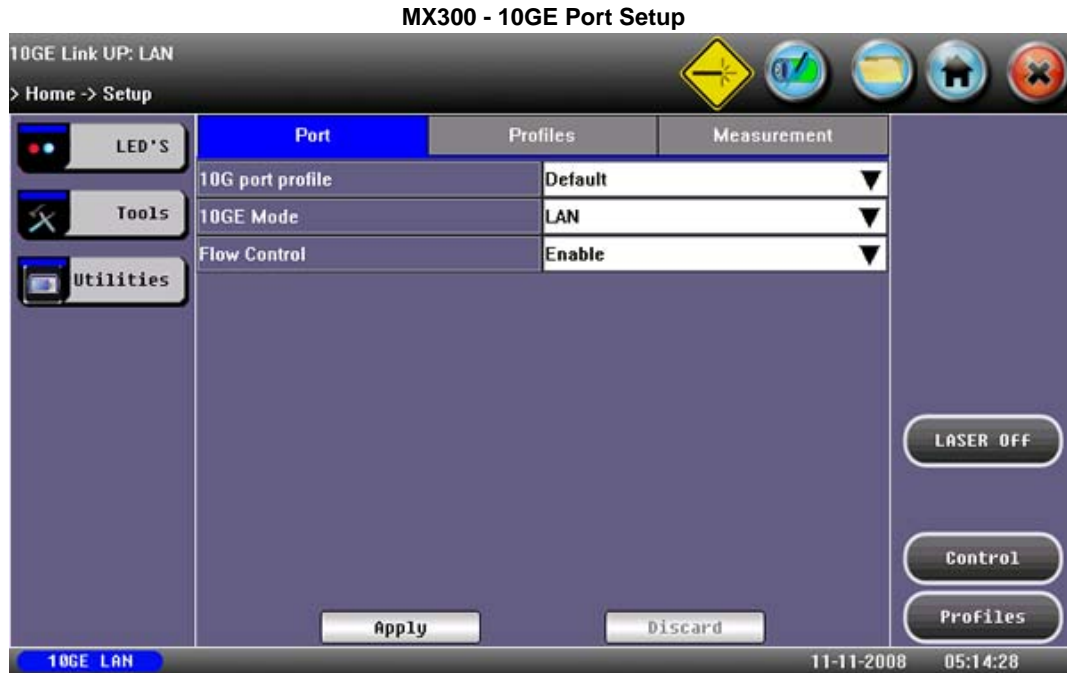 MX300 - 10GE Port Setup
10GE Link UP: LAN
> Home -> Setup
LED'S
Tools
Utilities
Port Profiles Measurement
10G port profile Default
10GE Mode LAN
Flow Control Enable
LASER OFF
Control
Profiles
Apply Discard
10GE LAN 11-11-2008 05:14:28